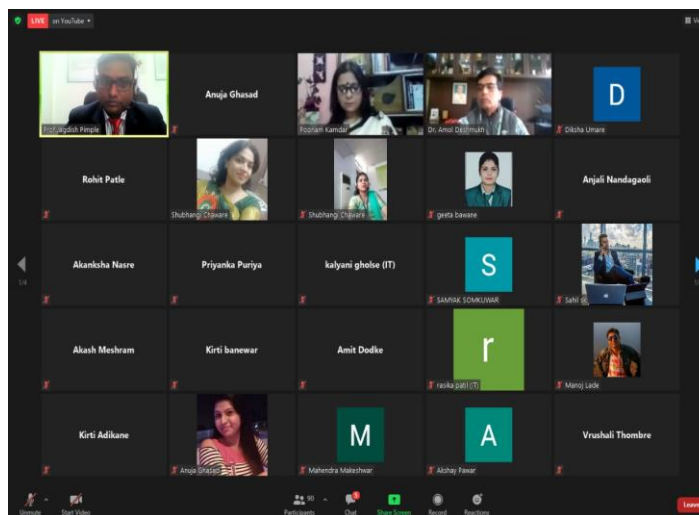 LIVE on YouTube
Prof. Jagdish Pimple
Anuja Ghasad
Poonam Kamdar
Dr. Amol Deshmukh
D
Diksha Umare
Rohit Patle
Shubhangi Chaware
Shubhangi Chaware
geeta bawane
Anjali Nandagaoli
Akanksha Nasre
Priyanka Puriya
kalyani gholse (IT)
S
SAMYAK SOMKUWAR
Sahil
1/4
Akash Meshram
Kirti banewar
Amit Dodke
r
rasika patil (IT)
Manoj Lade
Kirti Adikane
Anuja Ghasad
M
Mahendra Makeshwar
A
Akshay Pawar
Vrushali Thombre
Unmute
Start Video
Participants
90
Chat
Share Screen
Record
Reactions
Leave